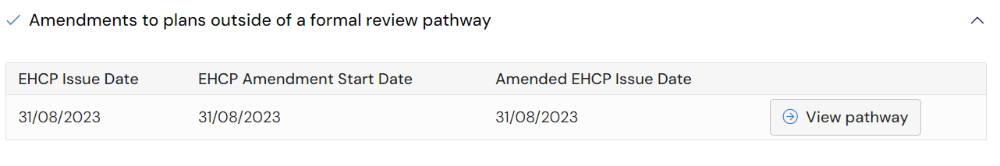 Amendments to plans outside of a formal review pathway
EHCP Issue Date EHCP Amendment Start Date Amended EHCP Issue Date
31/08/2023 31/08/2023 31/08/2023 View pathway